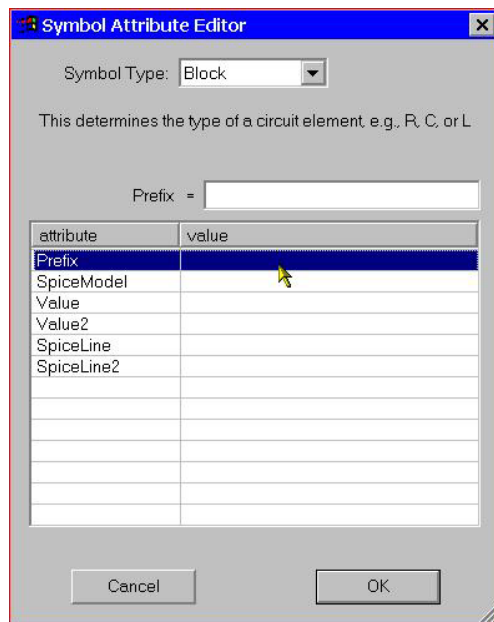 Symbol Attribute Editor
Symbol Type: Block
This determines the type of a circuit element, e.g., R, C, or L
Prefix =
attribute value
Prefix
SpiceModel
Value
Value2
SpiceLine
SpiceLine2
Cancel OK